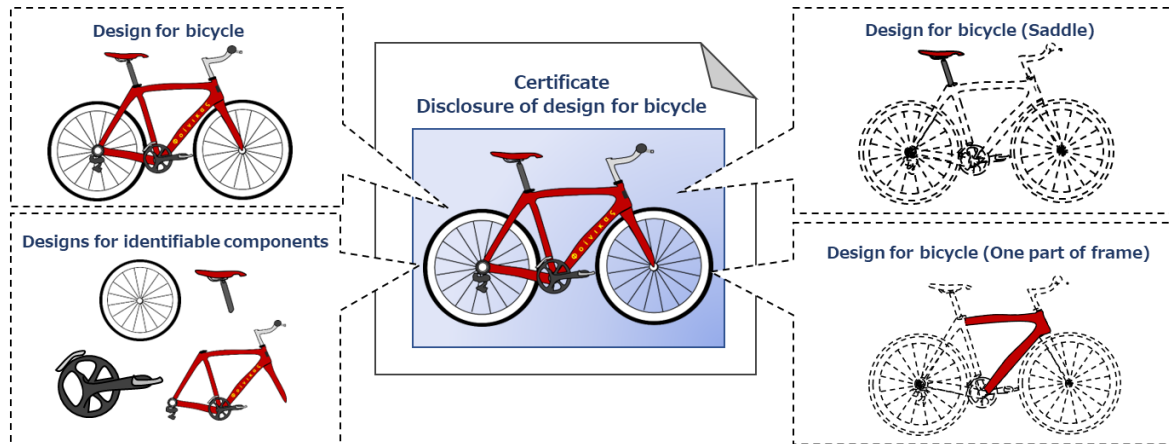 Design for bicycle
Designs for identifiable components
Certificate
Disclosure of design for bicycle
Design for bicycle (Saddle)
Design for bicycle (One part of frame)